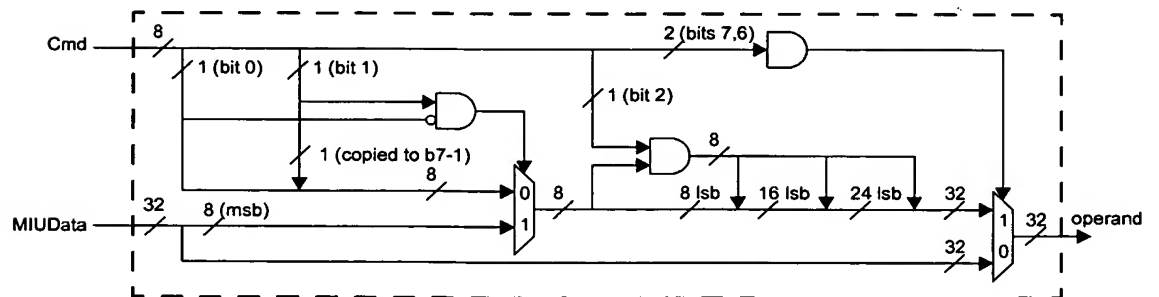 8
2 (bits 7,6)
Cmd
1 (bit 0)
1 (bit 1)
1 (bit 2)
1 (copied to b7-1)
8
8
0
32
8 (msb)
8
8 lsb
16 lsb
24 lsb
32
MIUData
1
1
32
operand
32
0